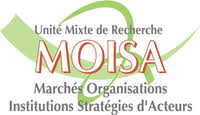 Unité Mixte de Recherche
MOISA
Marchés Organisations
Institutions Stratégies d'Acteurs